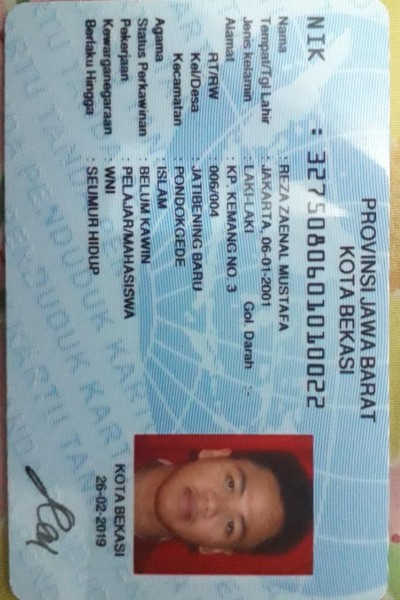 PROVINSI JAWA BARAT
KOTA BEKASI
NIK : 3275080601010022
Nama : REZA ZAENAL MUSTAFA
Tempat/Tgl Lahir : JAKARTA, 06-01-2001
Jenis kelamin : LAKI-LAKI Gol. Darah : -
Alamat : KP. KEMANG NO. 3
RT/RW : 006/004
Kel/Desa : JATIBENING BARU
Kecamatan : PONDOKGEDE
Agama : ISLAM
Status Perkawinan : BELUM KAWIN
Pekerjaan : PELAJAR/MAHASISWA
Kewarganegaraan : WNI
Berlaku Hingga : SEUMUR HIDUP
KOTA BEKASI
26-02-2019